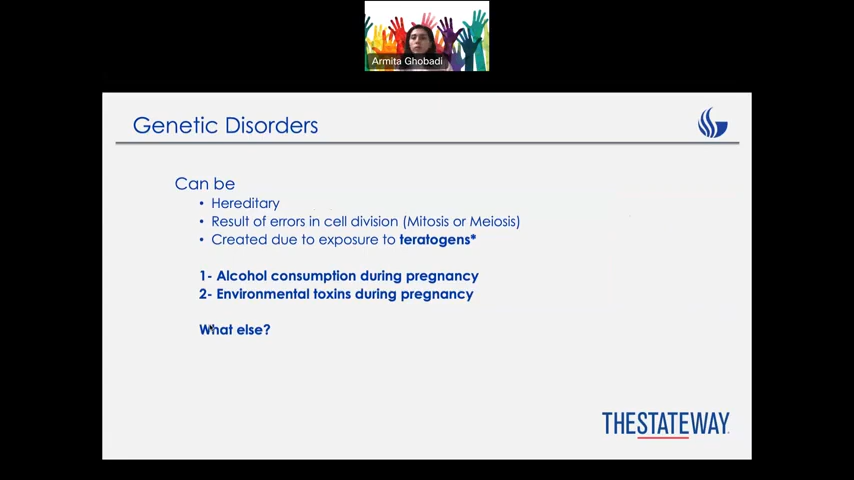 Armita Ghobadi
Genetic Disorders
Can be
• Hereditary
• Result of errors in cell division (Mitosis or Meiosis)
• Created due to exposure to teratogens*
1- Alcohol consumption during pregnancy
2- Environmental toxins during pregnancy
What else?
THESTATEWAY.